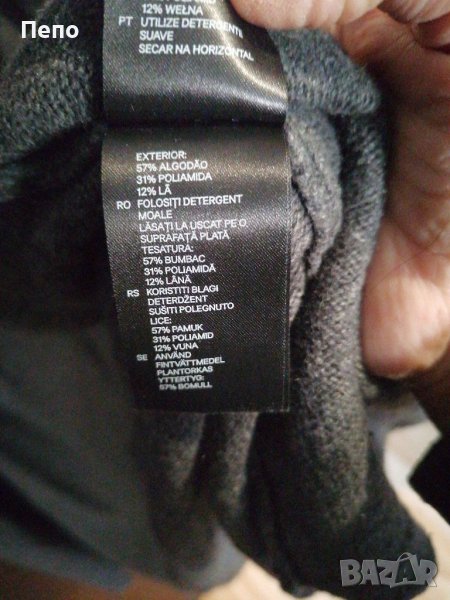 Пепо
12% WEŁNA
PT UTILIZE DETERGENTE
SUAVE
SECAR NA HORIZONTAL
EXTERIOR:
57% ALGODÃO
31% POLIAMIDA
12% LÃ
RO FOLOSIȚI DETERGENT
MOALE
LĂSAȚI LA USCAT PE O
SUPRAFAȚĂ PLATĂ
TESATURA:
57% BUMBAC
31% POLIAMIDĂ
12% LÂNĂ
RS KORISTITI BLAGI
DETERDŽENT
SUŠITI POLEGNUTO
LICE:
57% PAMUK
31% POLIAMID
12% VUNA
SE ANVÄND
FINTVÄTTMEDEL
PLANTORKAS
YTTERTYG:
57% BOMULL
BAZAR